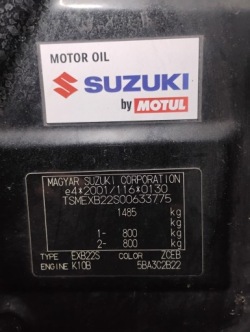 MOTOR OIL
SUZUKI
by MOTUL
MAGYAR SUZUKI CORPORATION
e4*2001/116*0130
TSMEXB22S00633775
1485 kg
kg
1- 800 kg
2- 800 kg
TYPE EXB22S COLOR ZCEB
ENGINE K10B 5BA3C2B22